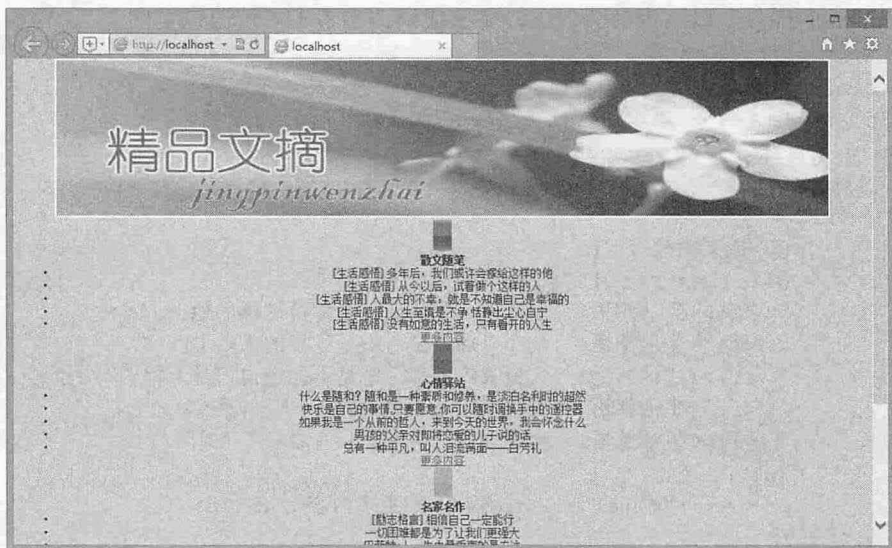 http://localhost
localhost
精品文摘
jingpinwenzhai
散文随笔
[生活感悟] 多年后，我们或许会嫁给这样的他
[生活感悟] 从今以后，试着做个这样的人
[生活感悟] 人最大的不幸，就是不知道自己是幸福的
[生活感悟] 人生至境是不争 恬静出尘心自宁
[生活感悟] 没有如意的生活，只有看开的人生
更多内容
心情驿站
什么是随和？随和是一种素质和修养，是淡泊名利时的超然
快乐是自己的事情,只要愿意,你可以随时调换手中的遥控器
如果我是一个从前的哲人，来到今天的世界，我会怀念什么
男孩的父亲对即将恋爱的儿子说的话
总有一种平凡，叫人泪流满面——白芳礼
更多内容
名家名作
[励志格言] 相信自己一定能行
一切困难都是为了让我们更强大